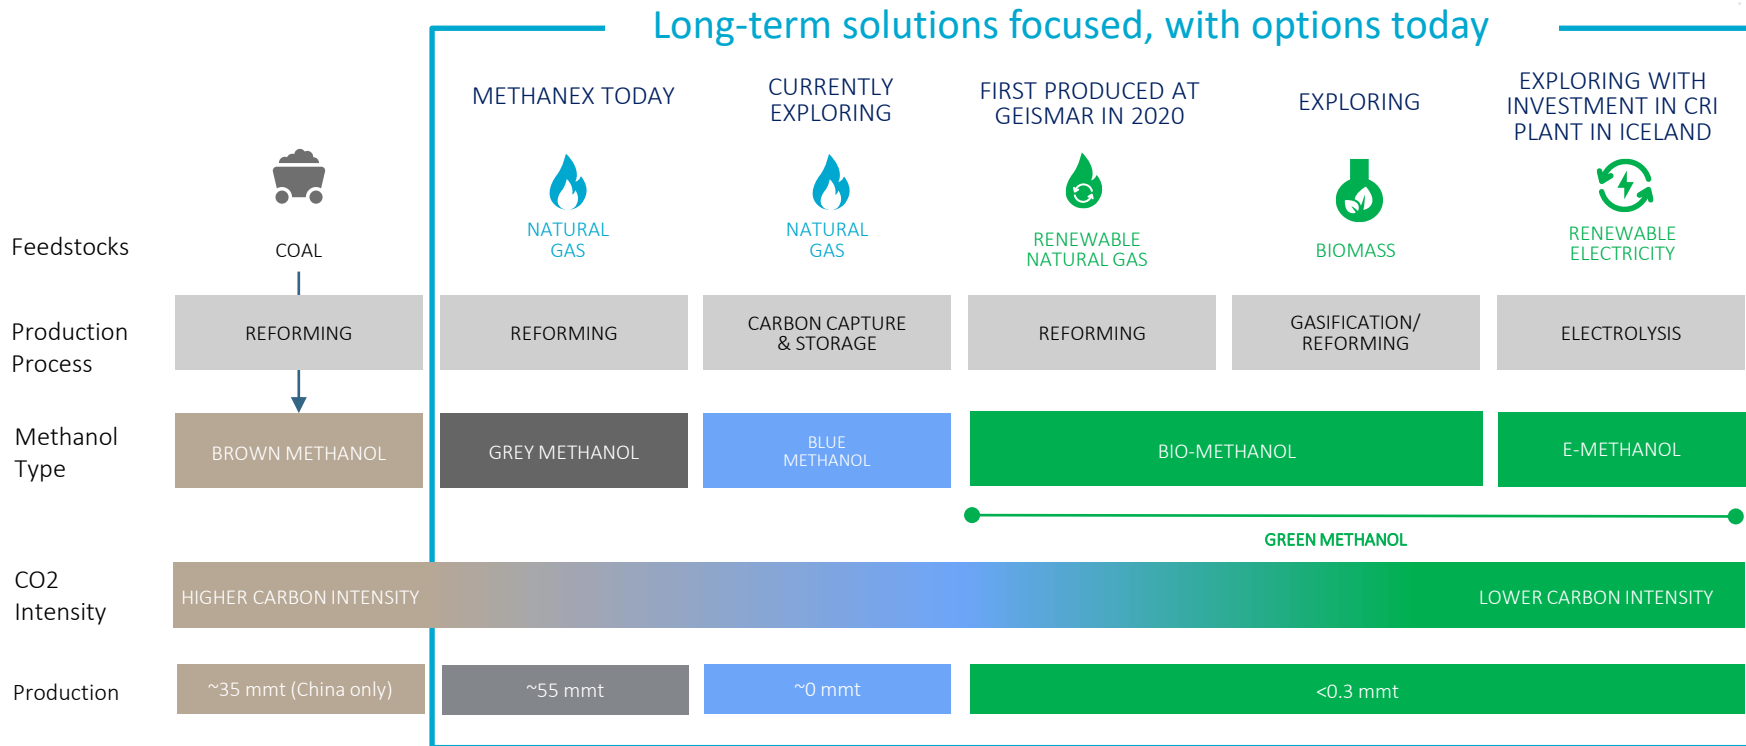 Long-term solutions focused, with options today
METHANEX TODAY
CURRENTLY
EXPLORING
FIRST PRODUCED AT
GEISMAR IN 2020
EXPLORING
EXPLORING WITH
INVESTMENT IN CRI
PLANT IN ICELAND
Feedstocks
COAL
NATURAL
GAS
NATURAL
GAS
RENEWABLE
NATURAL GAS
BIOMASS
RENEWABLE
ELECTRICITY
Production
Process
REFORMING
REFORMING
CARBON CAPTURE
& STORAGE
REFORMING
GASIFICATION/
REFORMING
ELECTROLYSIS
Methanol
Type
BROWN METHANOL
GREY METHANOL
BLUE
METHANOL
BIO-METHANOL
E-METHANOL
GREEN METHANOL
CO2
Intensity
HIGHER CARBON INTENSITY
LOWER CARBON INTENSITY
Production
~35 mmt (China only)
~55 mmt
~0 mmt
<0.3 mmt